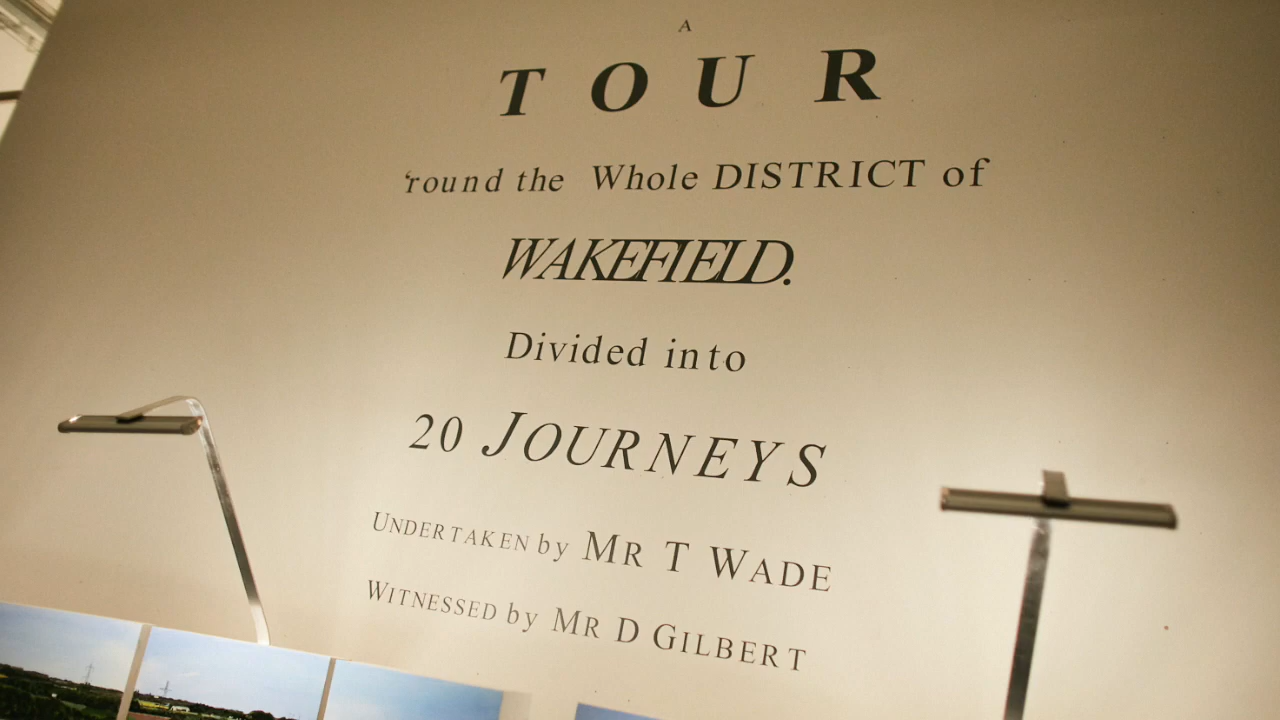 A
TOUR
‘round the Whole DISTRICT of
WAKEFIELD.
Divided into
20 JOURNEYS
UNDERTAKEN by MR T WADE
WITNESSED by MR D GILBERT